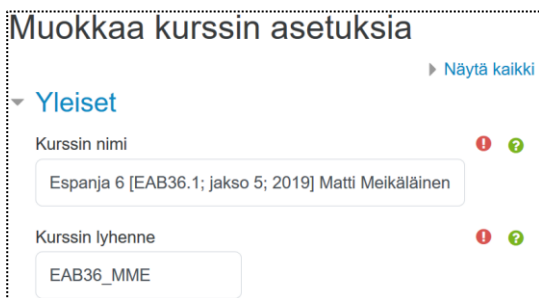 Muokkaa kurssin asetuksia
Näytä kaikki
Yleiset
Kurssin nimi
Espanja 6 [EAB36.1; jakso 5; 2019] Matti Meikäläinen
Kurssin lyhenne
EAB36_MME